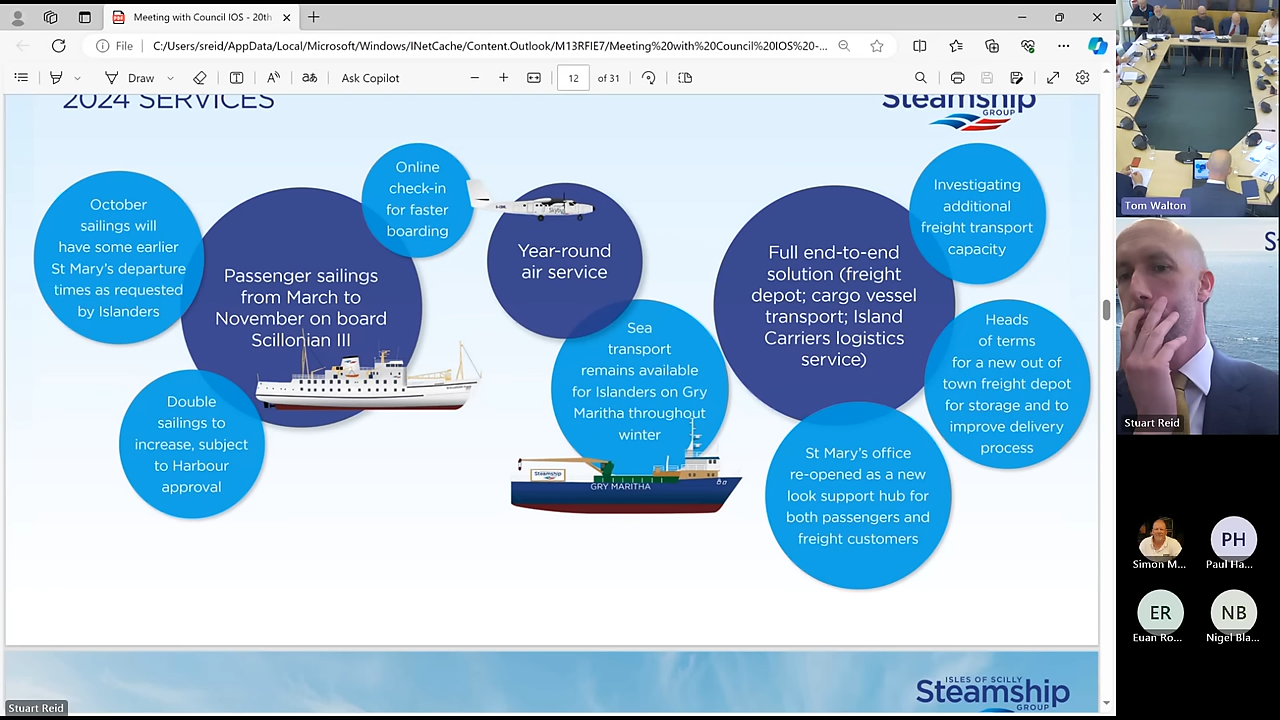 Meeting with Council IOS - 20th
File
C:/Users/sreid/AppData/Local/Microsoft/Windows/INetCache/Content.Outlook/M13RFIE7/Meeting%20with%20Council%20IOS%20-...
Draw
aあ
Ask Copilot
12
of 31
2024 SERVICES
Steamship
GROUP
October
sailings will
have some earlier
St Mary's departure
times as requested
by Islanders
Passenger sailings
from March to
November on board
Scillonian III
Online
check-in
for faster
boarding
Double
sailings to
increase, subject
to Harbour
approval
Skybus
Year-round
air service
Sea
transport
remains available
for Islanders on Gry
Maritha throughout
winter
Steamship
GRY MARITHA
Full end-to-end
solution (freight
depot; cargo vessel
transport; Island
Carriers logistics
service)
Investigating
additional
freight transport
capacity
Heads
of terms
for a new out of
town freight depot
for storage and to
improve delivery
process
St Mary's office
re-opened as a new
look support hub for
both passengers and
freight customers
ISLES OF SCILLY
Steamship
GROUP
Stuart Reid
Tom Walton
S
Stuart Reid
Simon M...
PH
Paul Ha...
ER
Euan Ro...
NB
Nigel Bla...